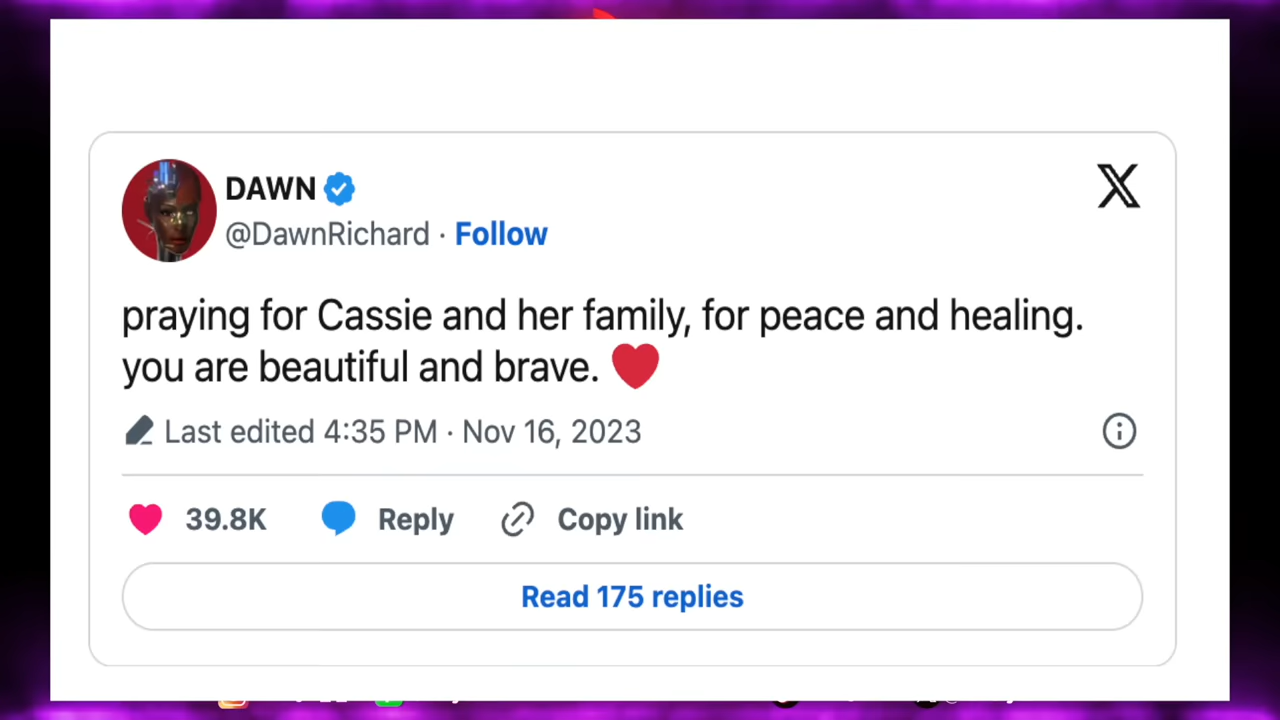 DAWN
@DawnRichard · Follow
praying for Cassie and her family, for peace and healing.
you are beautiful and brave. ❤️
Last edited 4:35 PM · Nov 16, 2023
39.8K Reply Copy link
Read 175 replies